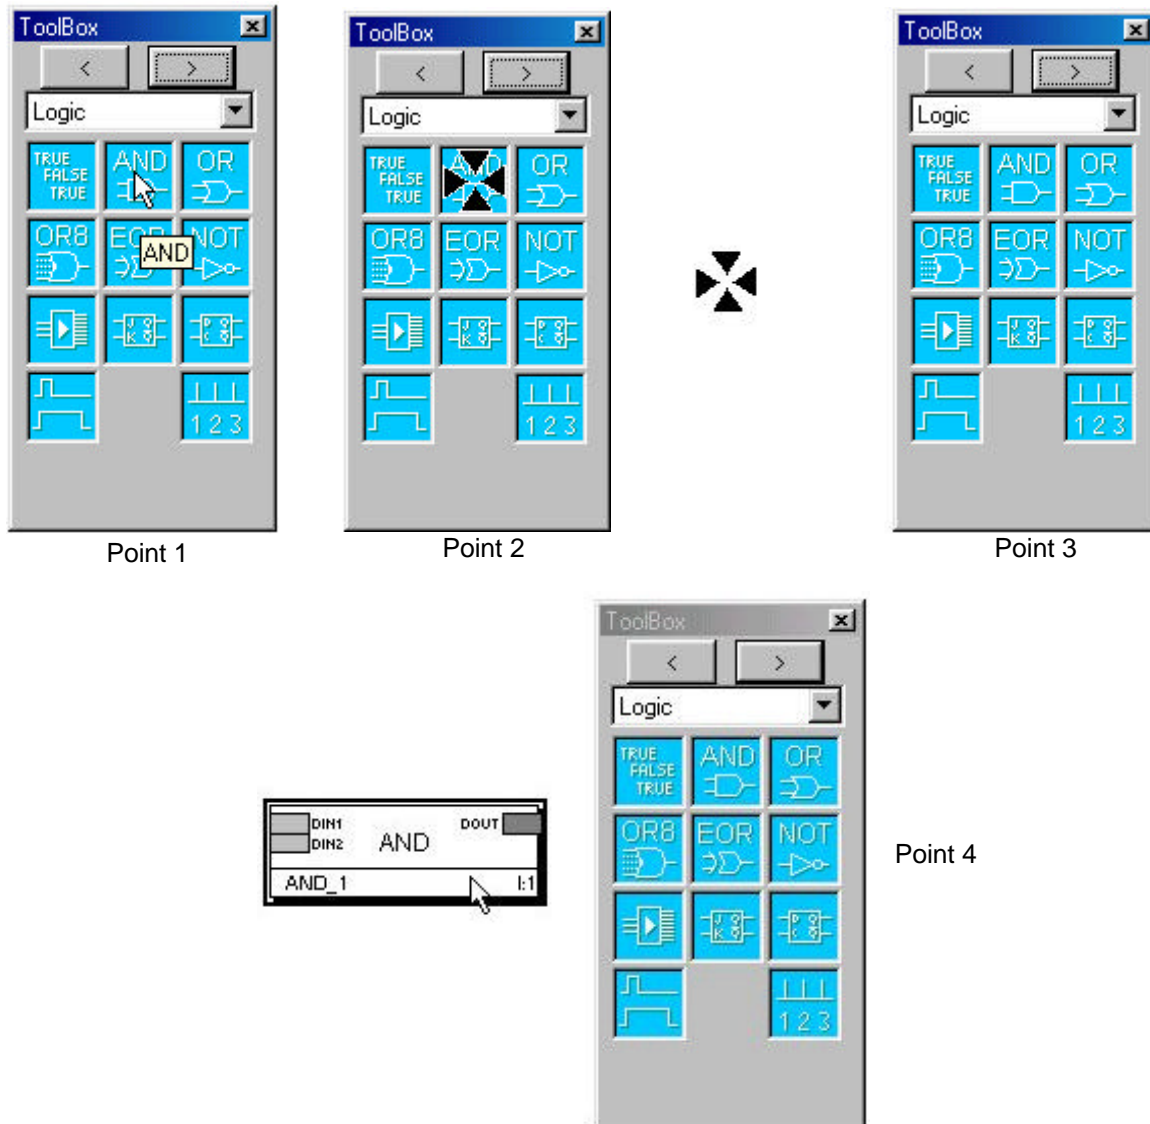 ToolBox
< >
Logic
TRUE FALSE TRUE
AND
OR
OR8
EOR
NOT
AND
J Q
K Q
D Q
C Q
1 2 3
Point 1
ToolBox
< >
Logic
TRUE FALSE TRUE
AND
OR
OR8
EOR
NOT
J Q
K Q
D Q
C Q
1 2 3
Point 2
ToolBox
< >
Logic
TRUE FALSE TRUE
AND
OR
OR8
EOR
NOT
J Q
K Q
D Q
C Q
1 2 3
Point 3
DIN1
DIN2
AND
DOUT
AND_1
I:1
ToolBox
< >
Logic
TRUE FALSE TRUE
AND
OR
OR8
EOR
NOT
J Q
K Q
D Q
C Q
1 2 3
Point 4